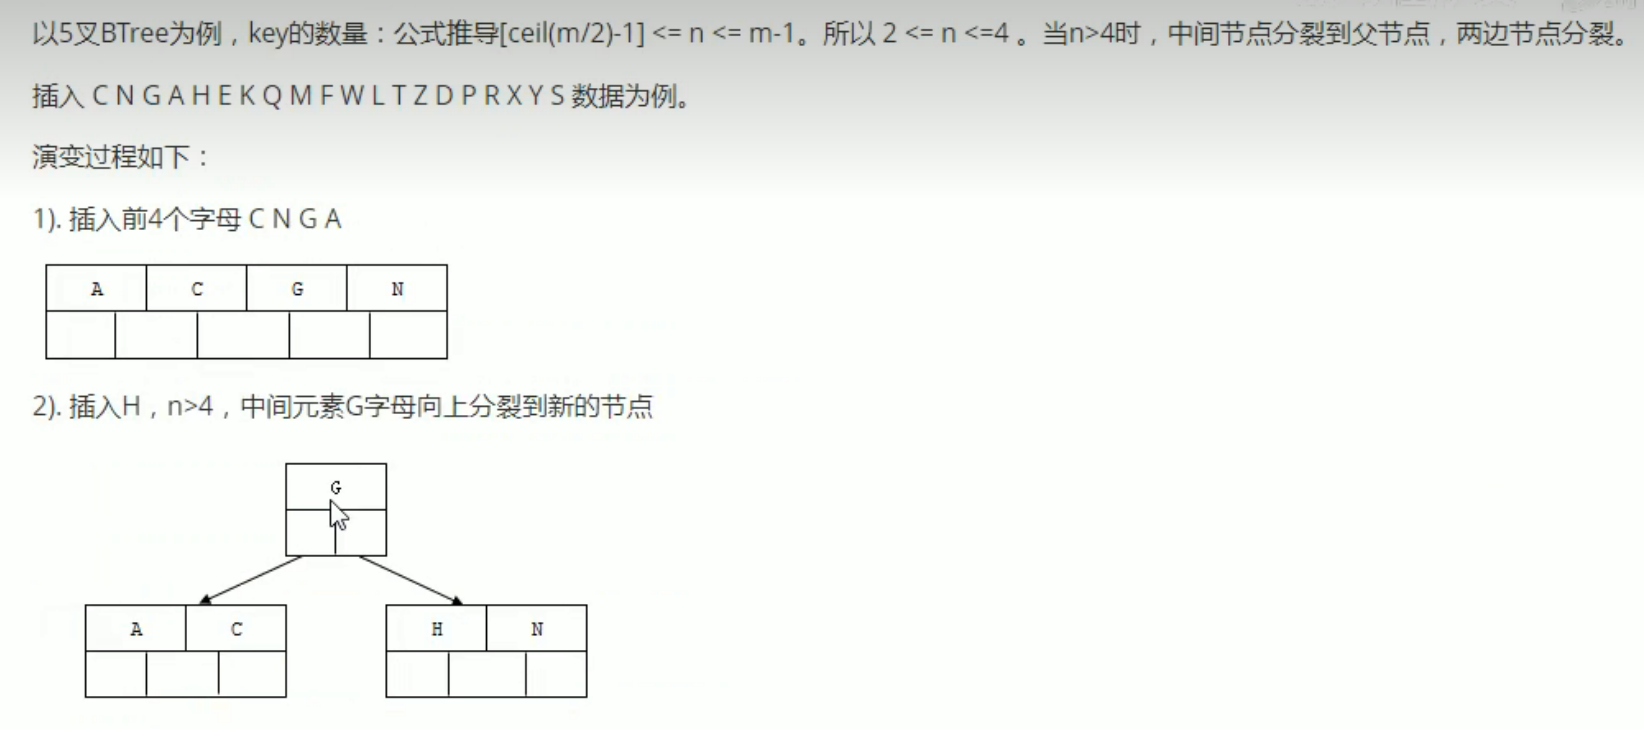 以5叉BTree为例，key的数量：公式推导[ceil(m/2)-1] <= n <= m-1。所以 2 <= n <=4 。当n>4时，中间节点分裂到父节点，两边节点分裂。
插入 C N G A H E K Q M F W L T Z D P R X Y S 数据为例。
演变过程如下：
1). 插入前4个字母 C N G A
A C G N
2). 插入H，n>4，中间元素G字母向上分裂到新的节点
G
A C H N